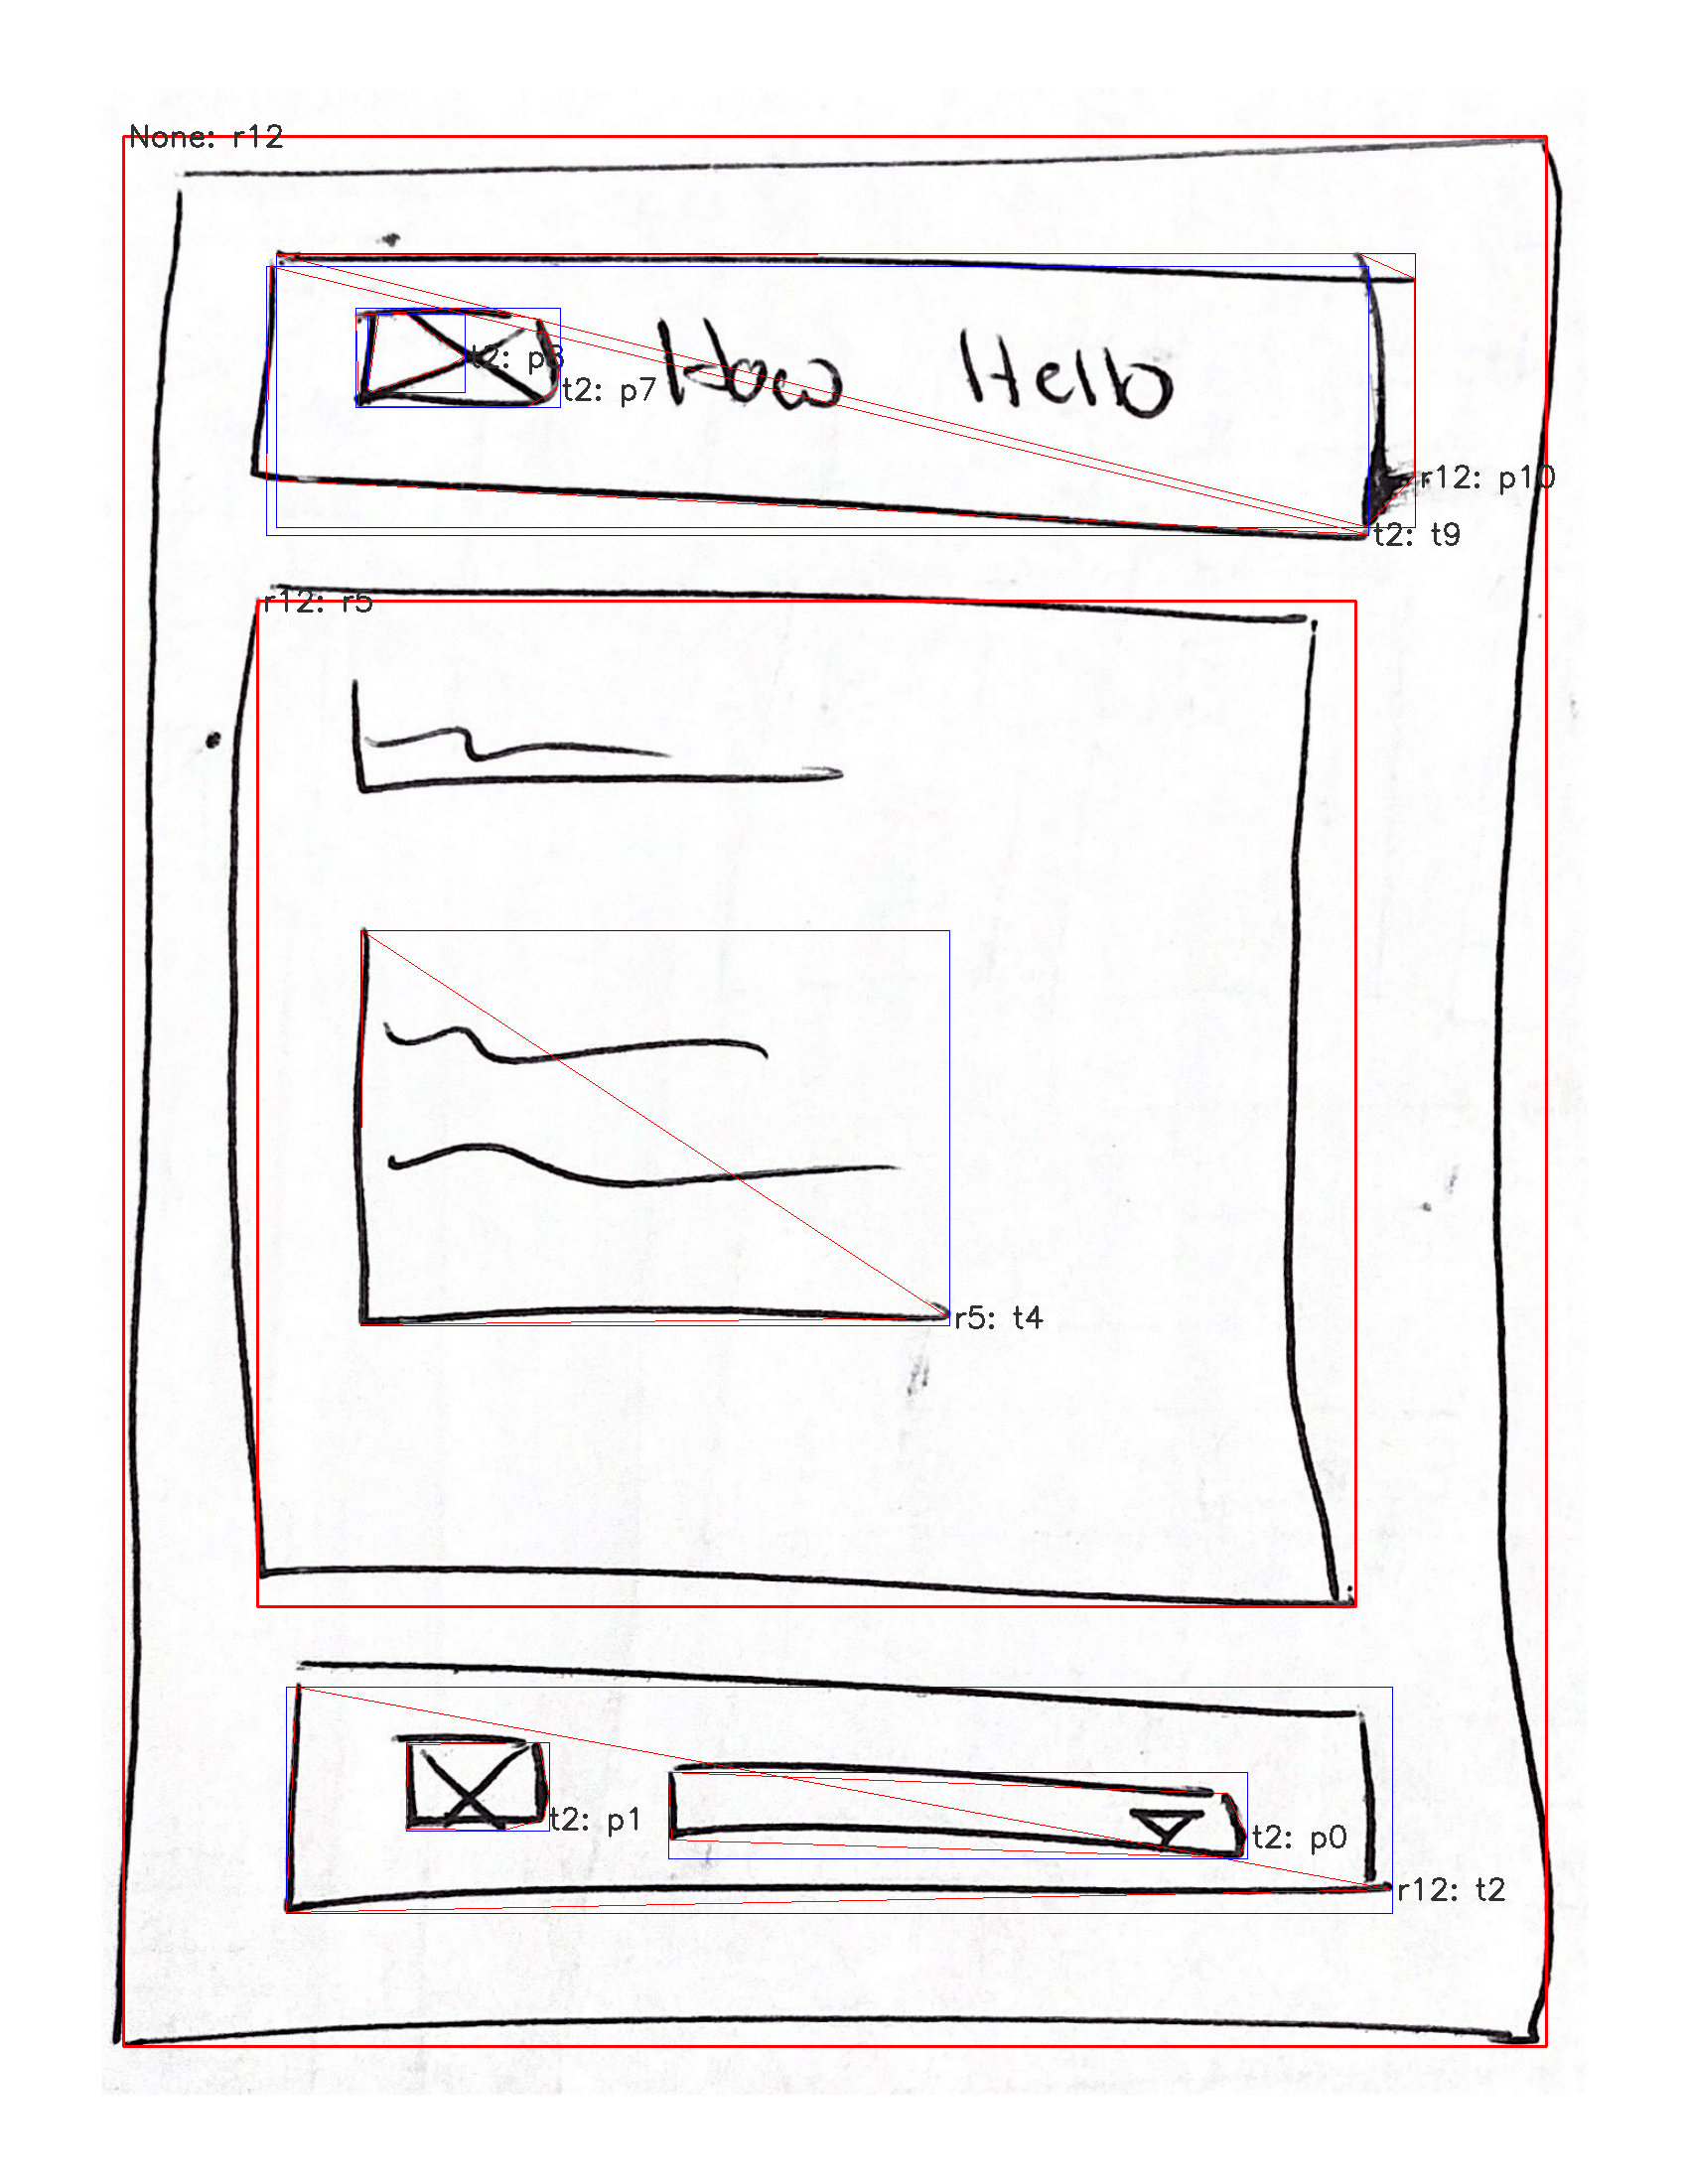 None: r12
How Hello
t2: p8
t2: p7
r12: p10
t2: t9
r12: r5
r5: t4
t2: p1
t2: p0
r12: t2